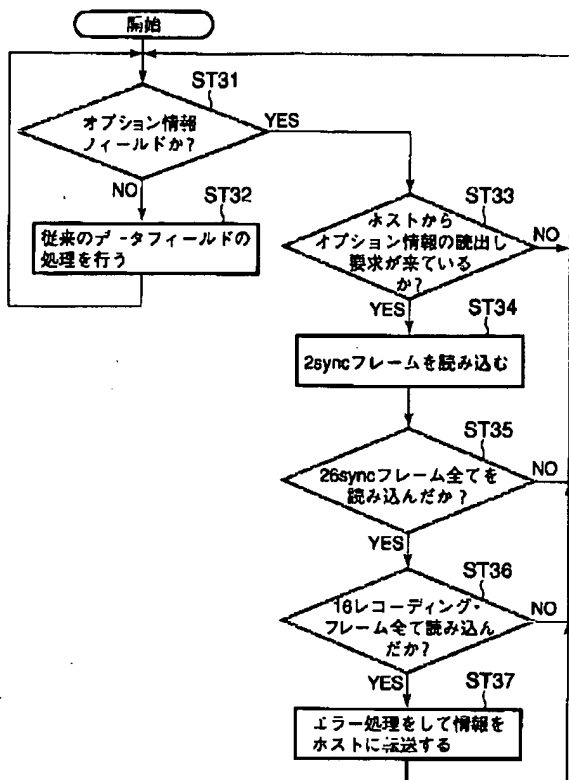 開始
ST31
オプション情報
フィールドか?
YES
NO
ST32
従来のデータフィールドの
処理を行う
ST33
ホストから
オプション情報の読出し
要求が来ている
か?
NO
YES
ST34
2syncフレームを読み込む
ST35
26syncフレーム全てを
読み込んだか?
NO
YES
ST36
16レコーディング・
フレーム全て読み込ん
だか?
NO
YES
ST37
エラー処理をして情報を
ホストに転送する